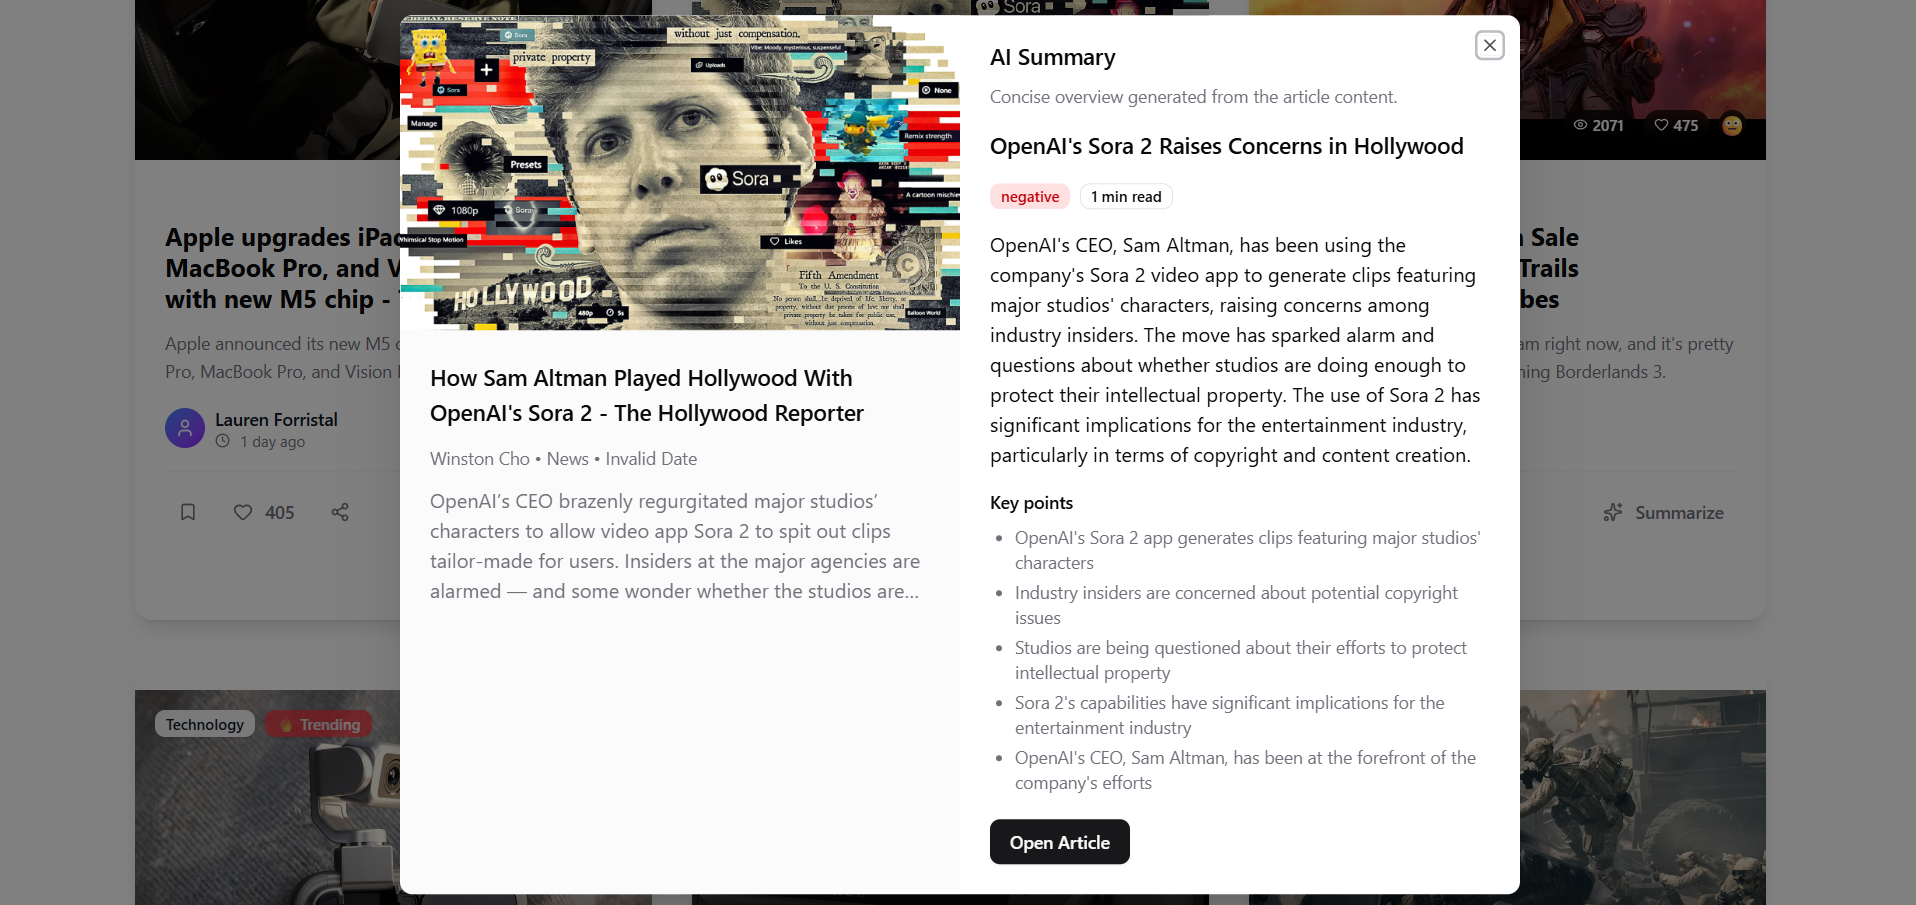 FEDERAL RESERVE NOTE
Sora
without just compensation.
Vibe: Moody, mysterious, suspenseful
private property
Uploads
Sora
None
Manage
Remix strength
Presets
Sora
A cartoon mischie
1080p
Sora
Whimsical Stop Motion
Likes
HOLLYWOOD
480p
5s
Fifth Amendment
To the U. S. Constitution
No person shall...be deprived of life, liberty, or
property, without due process of law nor shall
private property be taken for public use,
without just compensation.
Balloon World
How Sam Altman Played Hollywood With
OpenAI's Sora 2 - The Hollywood Reporter
Winston Cho • News • Invalid Date
OpenAI’s CEO brazenly regurgitated major studios’
characters to allow video app Sora 2 to spit out clips
tailor-made for users. Insiders at the major agencies are
alarmed — and some wonder whether the studios are...
AI Summary
Concise overview generated from the article content.
OpenAI's Sora 2 Raises Concerns in Hollywood
negative
1 min read
OpenAI's CEO, Sam Altman, has been using the
company's Sora 2 video app to generate clips featuring
major studios' characters, raising concerns among
industry insiders. The move has sparked alarm and
questions about whether studios are doing enough to
protect their intellectual property. The use of Sora 2 has
significant implications for the entertainment industry,
particularly in terms of copyright and content creation.
Key points
• OpenAI's Sora 2 app generates clips featuring major studios'
characters
• Industry insiders are concerned about potential copyright
issues
• Studios are being questioned about their efforts to protect
intellectual property
• Sora 2's capabilities have significant implications for the
entertainment industry
• OpenAI's CEO, Sam Altman, has been at the forefront of the
company's efforts
Open Article
Apple upgrades iPad
MacBook Pro, and V
with new M5 chip -
Apple announced its new M5 c
Pro, MacBook Pro, and Vision
Lauren Forristal
1 day ago
405
Sora
2071
475
Sale
Trails
bes
am right now, and it's pretty
ning Borderlands 3.
Summarize
Technology
Trending